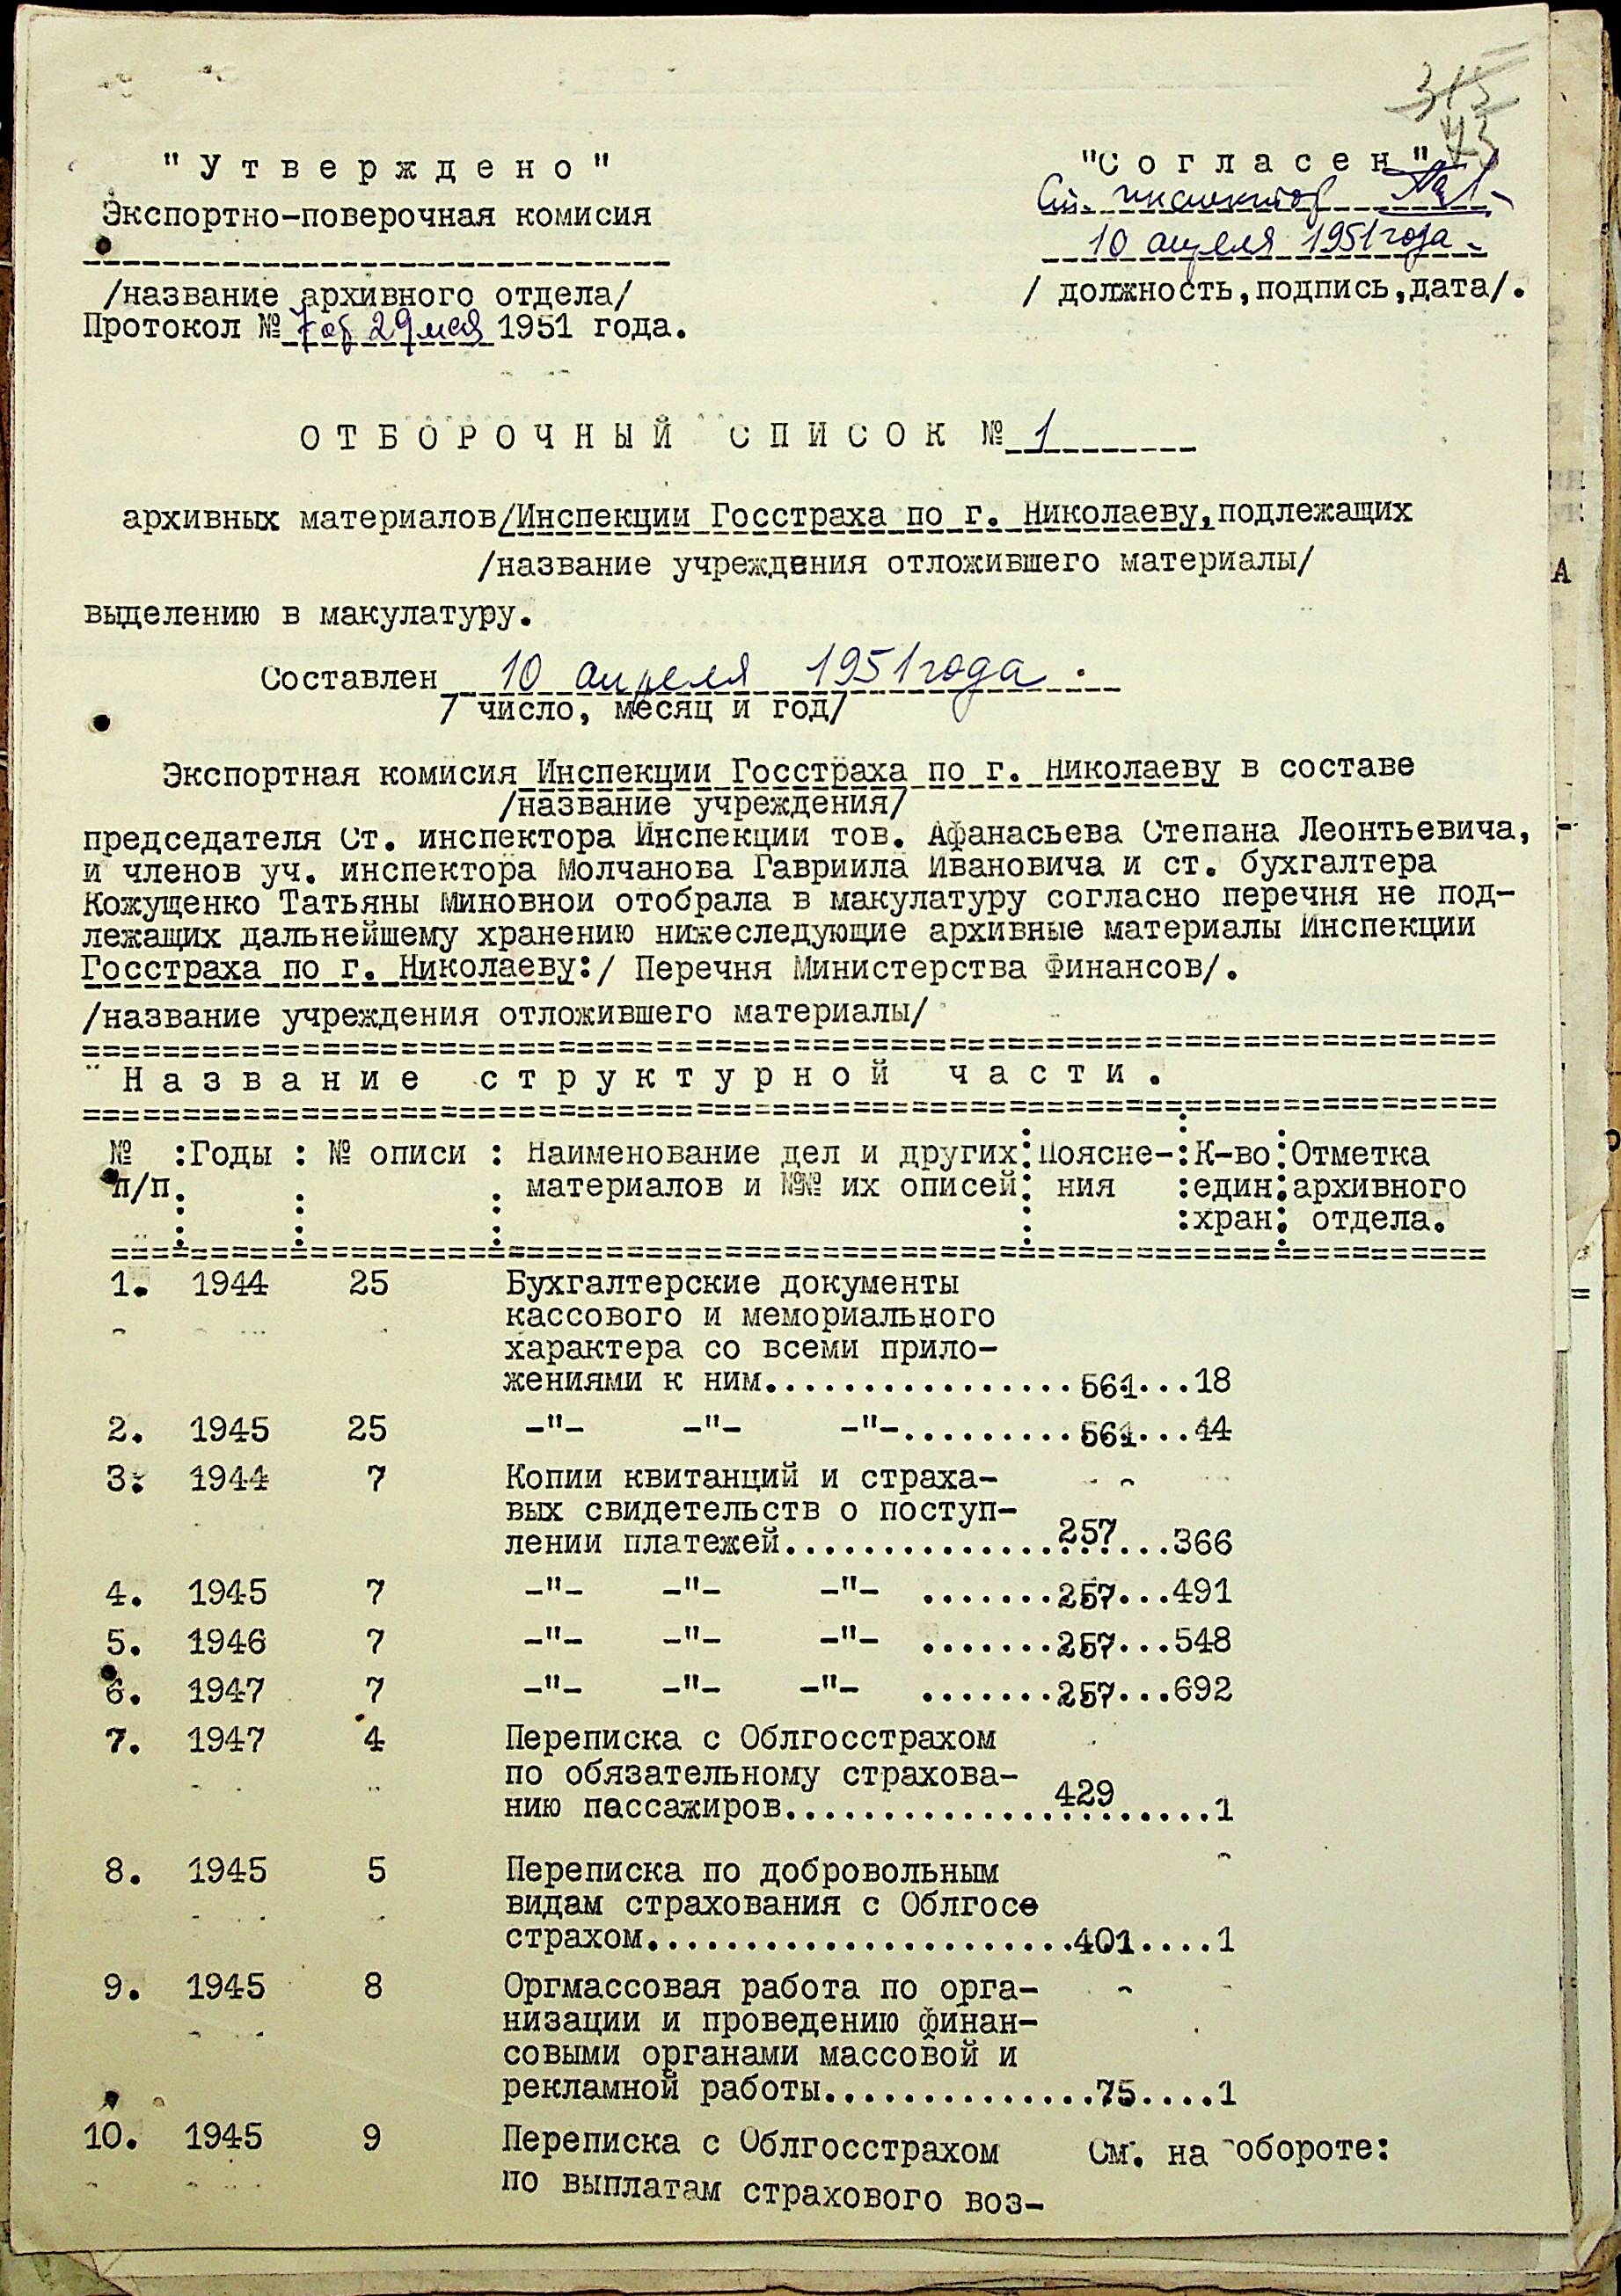 "У т в е р ж д е н о"
Экспортно-поверочная комисия
/название архивного отдела/
Протокол № 7 от 29 мая 1951 года.
"С о г л а с е н"
Ст. инспектор
10 апреля 1951 года.
/ должность,подпись,дата/.
О Т Б О Р О Ч Н Ы Й С П И С О К № 1
архивных материалов/Инспекции Госстраха по г. Николаеву,подлежащих
/название учреждения отложившего материалы/
выделению в макулатуру.
Составлен 10 апреля 1951 года.
/ число, месяц и год/
Экспортная комисия Инспекции Госстраха по г. Николаеву в составе
/название учреждения/
председателя Ст. инспектора Инспекции тов. Афанасьева Степана Леонтьевича,
и членов уч. инспектора Молчанова Гавриила Ивановича и ст. бухгалтера
Кожущенко Татьяны Миновной отобрала в макулатуру согласно перечня не под-
лежащих дальнейшему хранению нижеследующие архивные материалы Инспекции
Госстраха по г. Николаеву:/ Перечня Министерства Финансов/.
/название учреждения отложившего материалы/
Н а з в а н и е с т р у к т у р н о й ч а с т и .
№ :Годы : № описи : Наименование дел и других:Поясне-:К-во:Отметка
п/п. материалов и №№ их описей: ния :един:архивного
:хран: отдела.
1. 1944 25 Бухгалтерские документы
кассового и мемориального
характера со всеми прило-
жениями к ним................561...18
2. 1945 25 -"- -"- -"-.........561...44
3. 1944 7 Копии квитанций и страха-
вых свидетельств о поступ-
лении платежей..............257...366
4. 1945 7 -"- -"- -"- .......257...491
5. 1946 7 -"- -"- -"- .......257...548
6. 1947 7 -"- -"- -"- .......257...692
7. 1947 4 Переписка с Облгосстрахом
по обязательному страхова-
нию пассажиров..............429.....1
8. 1945 5 Переписка по добровольным
видам страхования с Облгосс
страхом......................401....1
9. 1945 8 Оргмассовая работа по орга-
низации и проведению финан-
совыми органами массовой и
рекламной работы..............75....1
10. 1945 9 Переписка с Облгосстрахом См. на обороте:
по выплатам страхового воз-